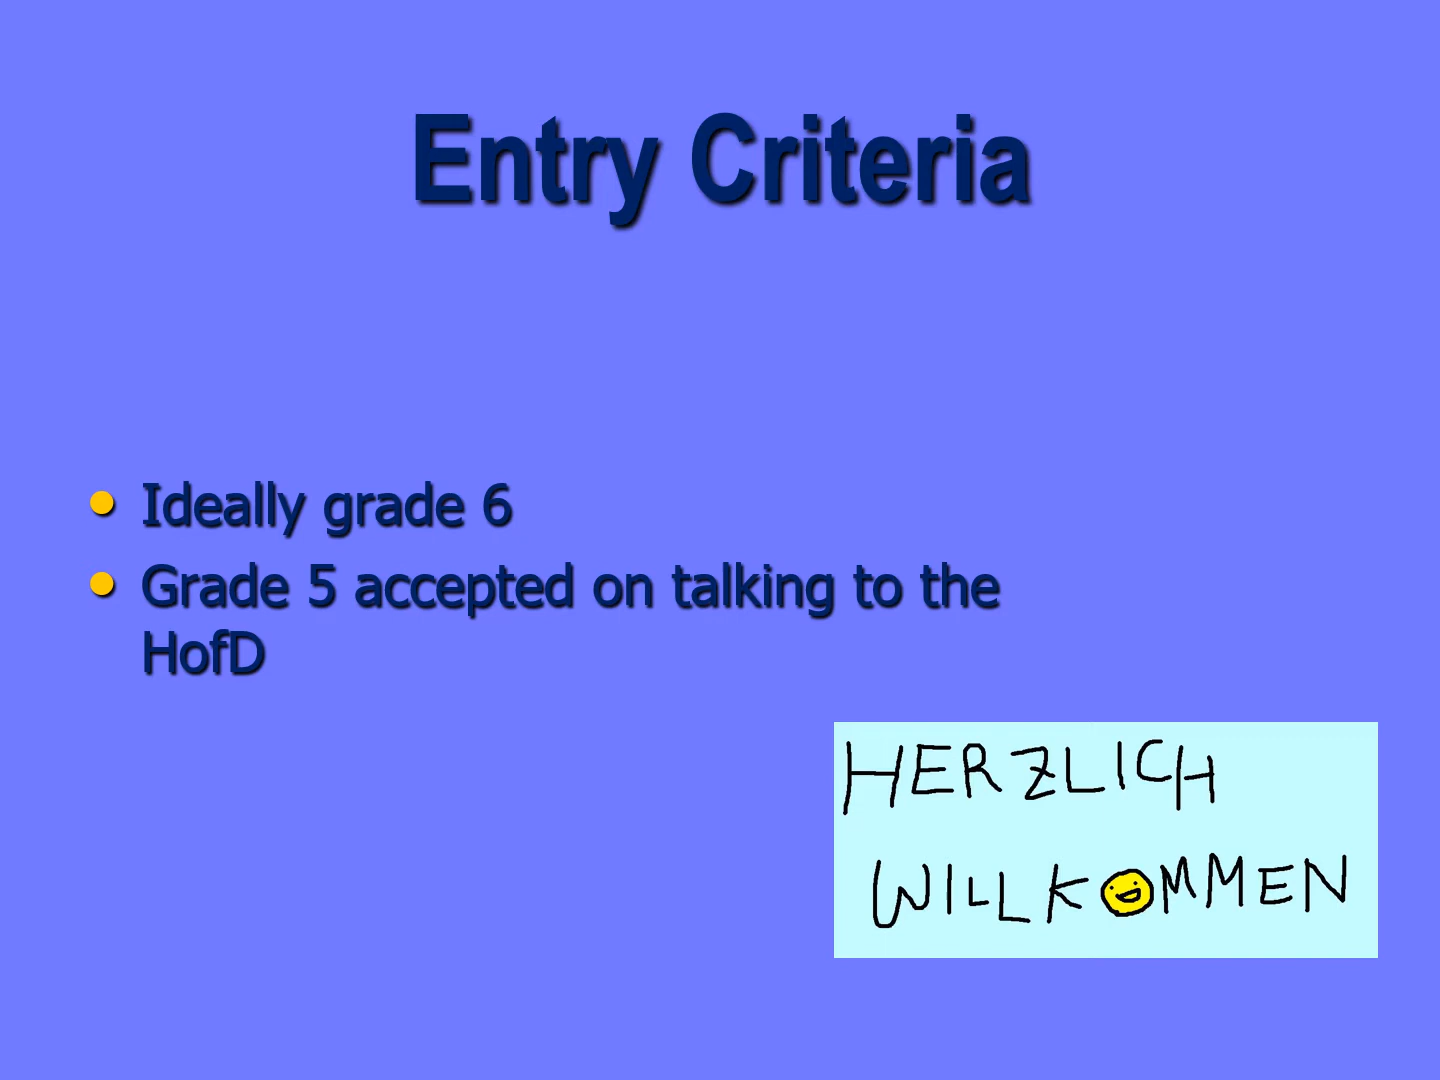 Entry Criteria
Ideally grade 6
Grade 5 accepted on talking to the
HofD
HERZLICH
WILLKOMMEN